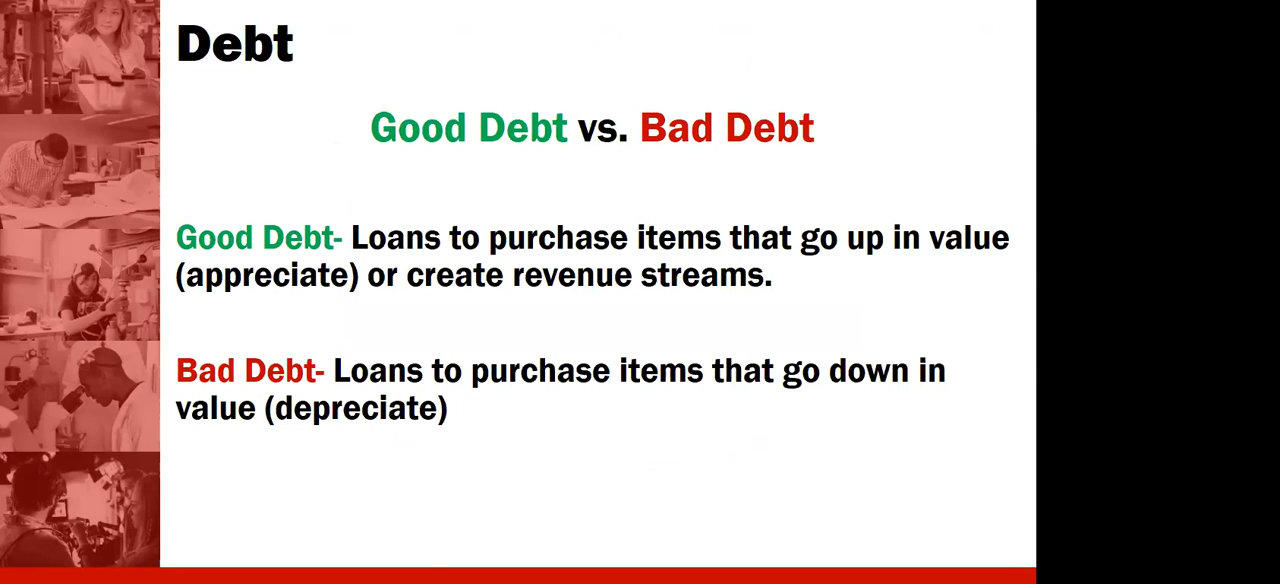 Debt
Good Debt vs. Bad Debt
Good Debt- Loans to purchase items that go up in value
(appreciate) or create revenue streams.
Bad Debt- Loans to purchase items that go down in
value (depreciate)